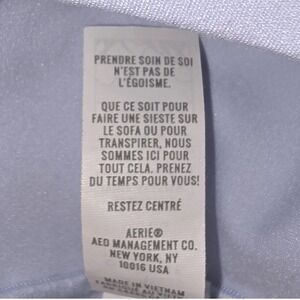 PRENDRE SOIN DE SOI
N'EST PAS DE
L'ÉGOISME.
QUE CE SOIT POUR
FAIRE UNE SIESTE SUR
LE SOFA OU POUR
TRANSPIRER, NOUS
SOMMES ICI POUR
TOUT CELA. PRENEZ
DU TEMPS POUR VOUS!
RESTEZ CENTRÉ
AERIE®
AEO MANAGEMENT CO.
NEW YORK, NY
10016 USA
MADE IN VIETNAM